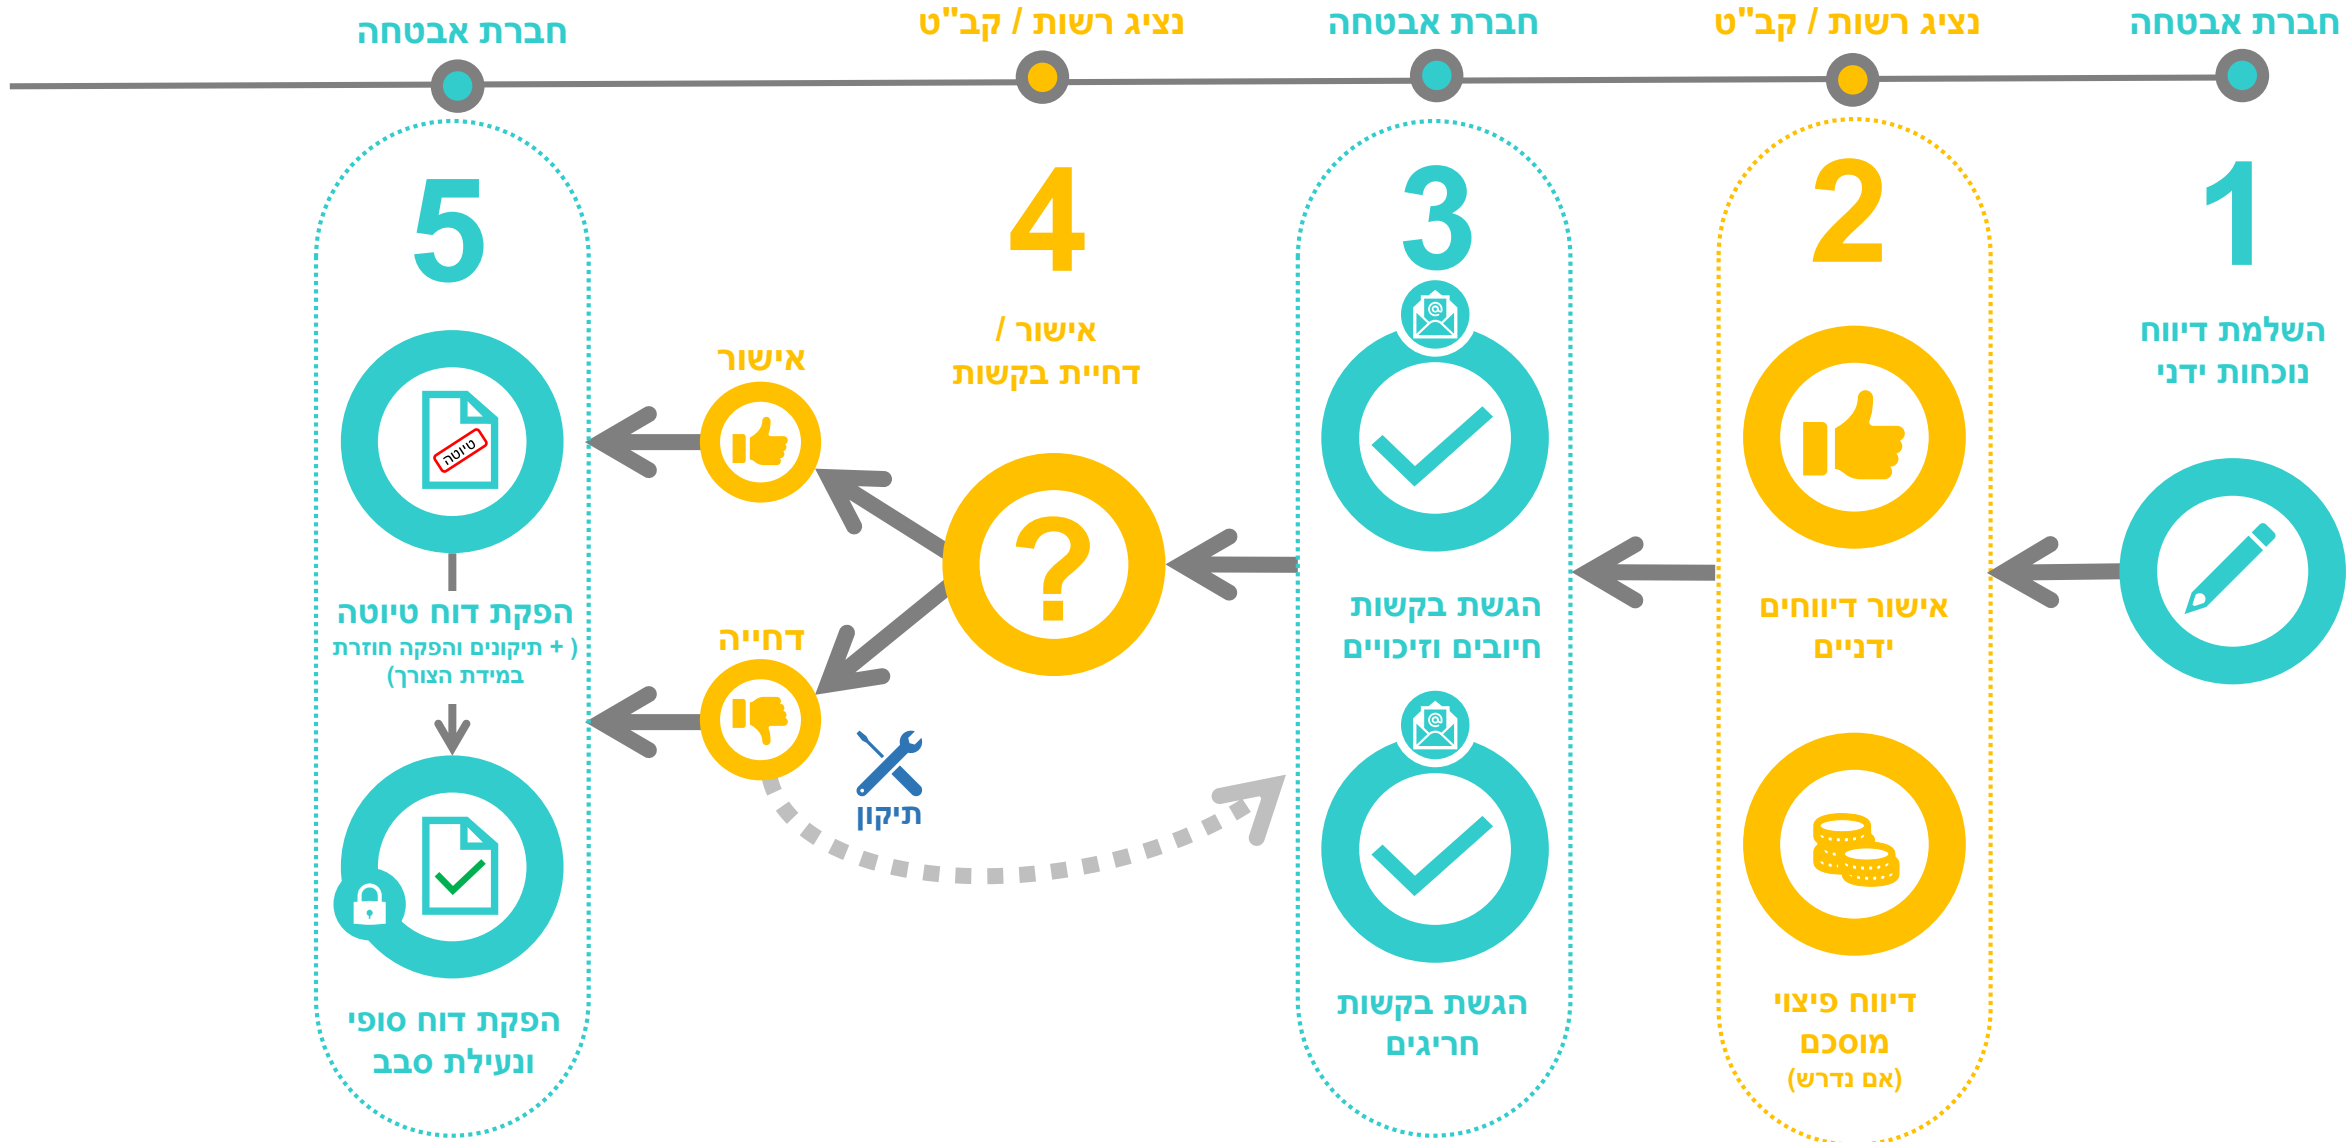 חברת אבטחה
נציג רשות / קב"ט
חברת אבטחה
נציג רשות / קב"ט
חברת אבטחה
1
השלמת דיווח
נוכחות ידני
2
אישור דיווחים
ידניים
דיווח פיצוי
מוסכם
(אם נדרש)
3
@
הגשת בקשות
חיובים וזיכויים
@
הגשת בקשות
חריגים
4
אישור /
דחיית בקשות
?
אישור
דחייה
תיקון
5
טיוטה
הפקת דוח טיוטה
( + תיקונים והפקה חוזרת
במידת הצורך)
הפקת דוח סופי
ונעילת סבב